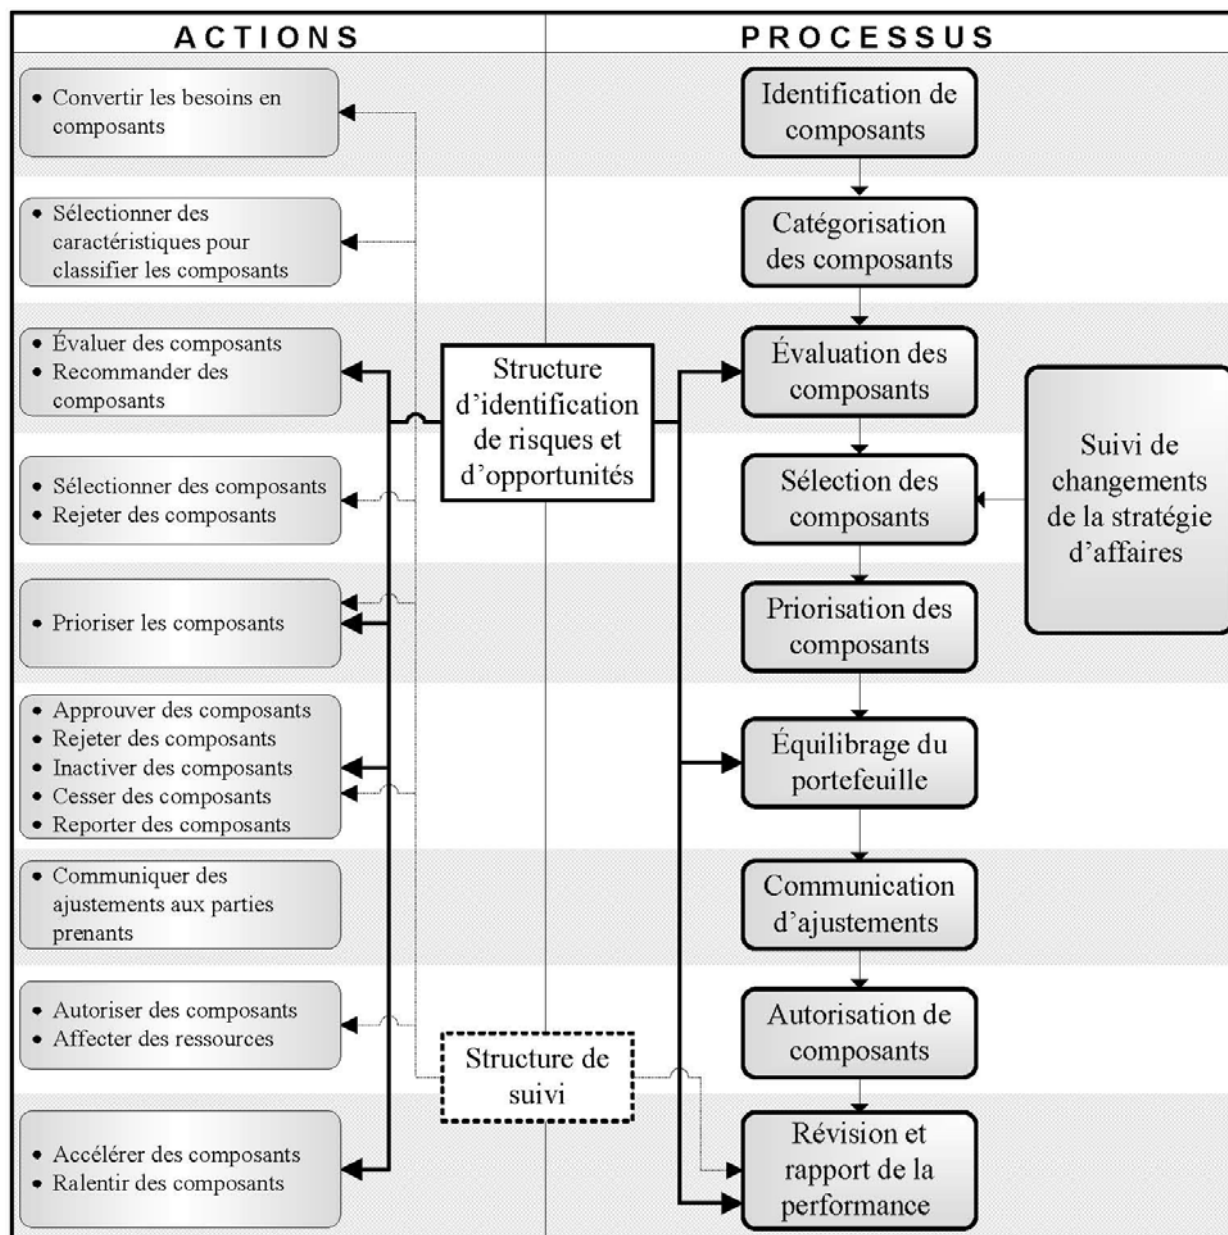 ACTIONS
PROCESSUS
• Convertir les besoins en
composants
Identification de
composants
• Sélectionner des
caractéristiques pour
classifier les composants
Catégorisation
des composants
• Évaluer des composants
• Recommander des
composants
Structure
d’identification
de risques et
d’opportunités
Évaluation des
composants
Suivi de
changements
de la stratégie
d’affaires
• Sélectionner des composants
• Rejeter des composants
Sélection des
composants
• Prioriser les composants
Priorisation des
composants
• Approuver des composants
• Rejeter des composants
• Inactiver des composants
• Cesser des composants
• Reporter des composants
Équilibrage du
portefeuille
• Communiquer des
ajustements aux parties
prenants
Communication
d’ajustements
• Autoriser des composants
• Affecter des ressources
Autorisation de
composants
Structure de
suivi
• Accélérer des composants
• Ralentir des composants
Révision et
rapport de la
performance